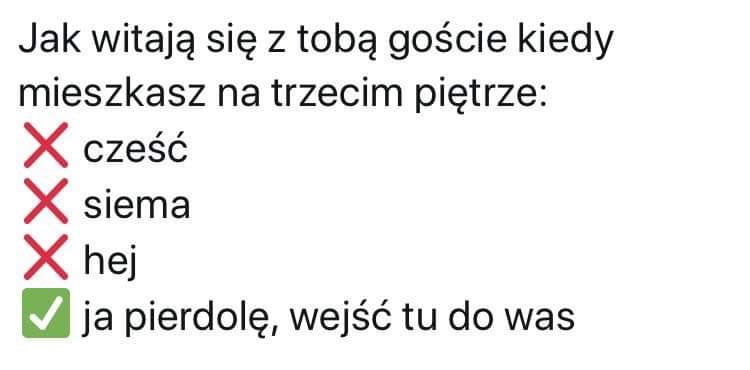 Jak witają się z tobą goście kiedy
mieszkasz na trzecim piętrze:
❌ cześć
❌ siema
❌ hej
✅ ja pierdolę, wejść tu do was